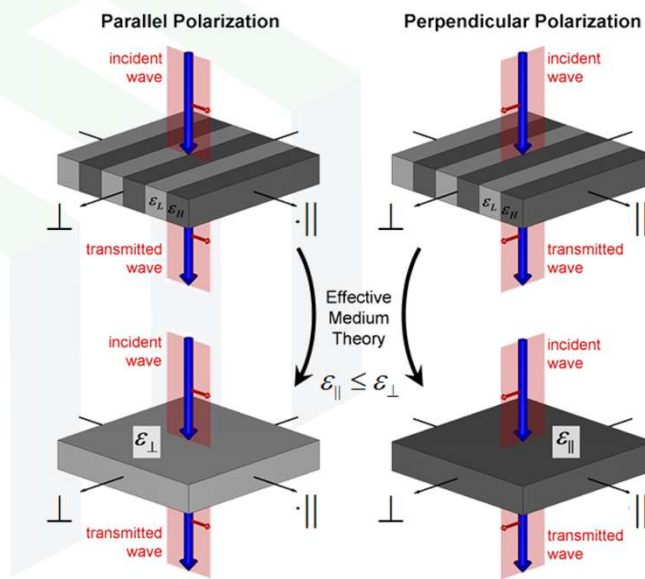 Parallel Polarization
Perpendicular Polarization
incident
wave
incident
wave
ε_L ε_H
ε_L ε_H
⊥
||
⊥
||
transmitted
wave
transmitted
wave
Effective
Medium
Theory
ε_|| ≤ ε_⊥
incident
wave
incident
wave
ε_⊥
ε_||
⊥
||
⊥
||
transmitted
wave
transmitted
wave